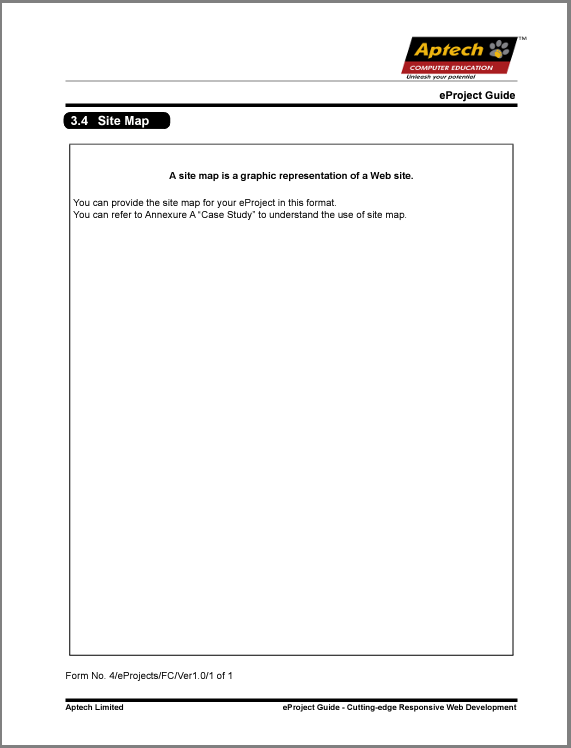 Aptech
TM
COMPUTER EDUCATION
Unleash your potential
eProject Guide
3.4 Site Map
A site map is a graphic representation of a Web site.
You can provide the site map for your eProject in this format.
You can refer to Annexure A “Case Study” to understand the use of site map.
Form No. 4/eProjects/FC/Ver1.0/1 of 1
Aptech Limited
eProject Guide - Cutting-edge Responsive Web Development